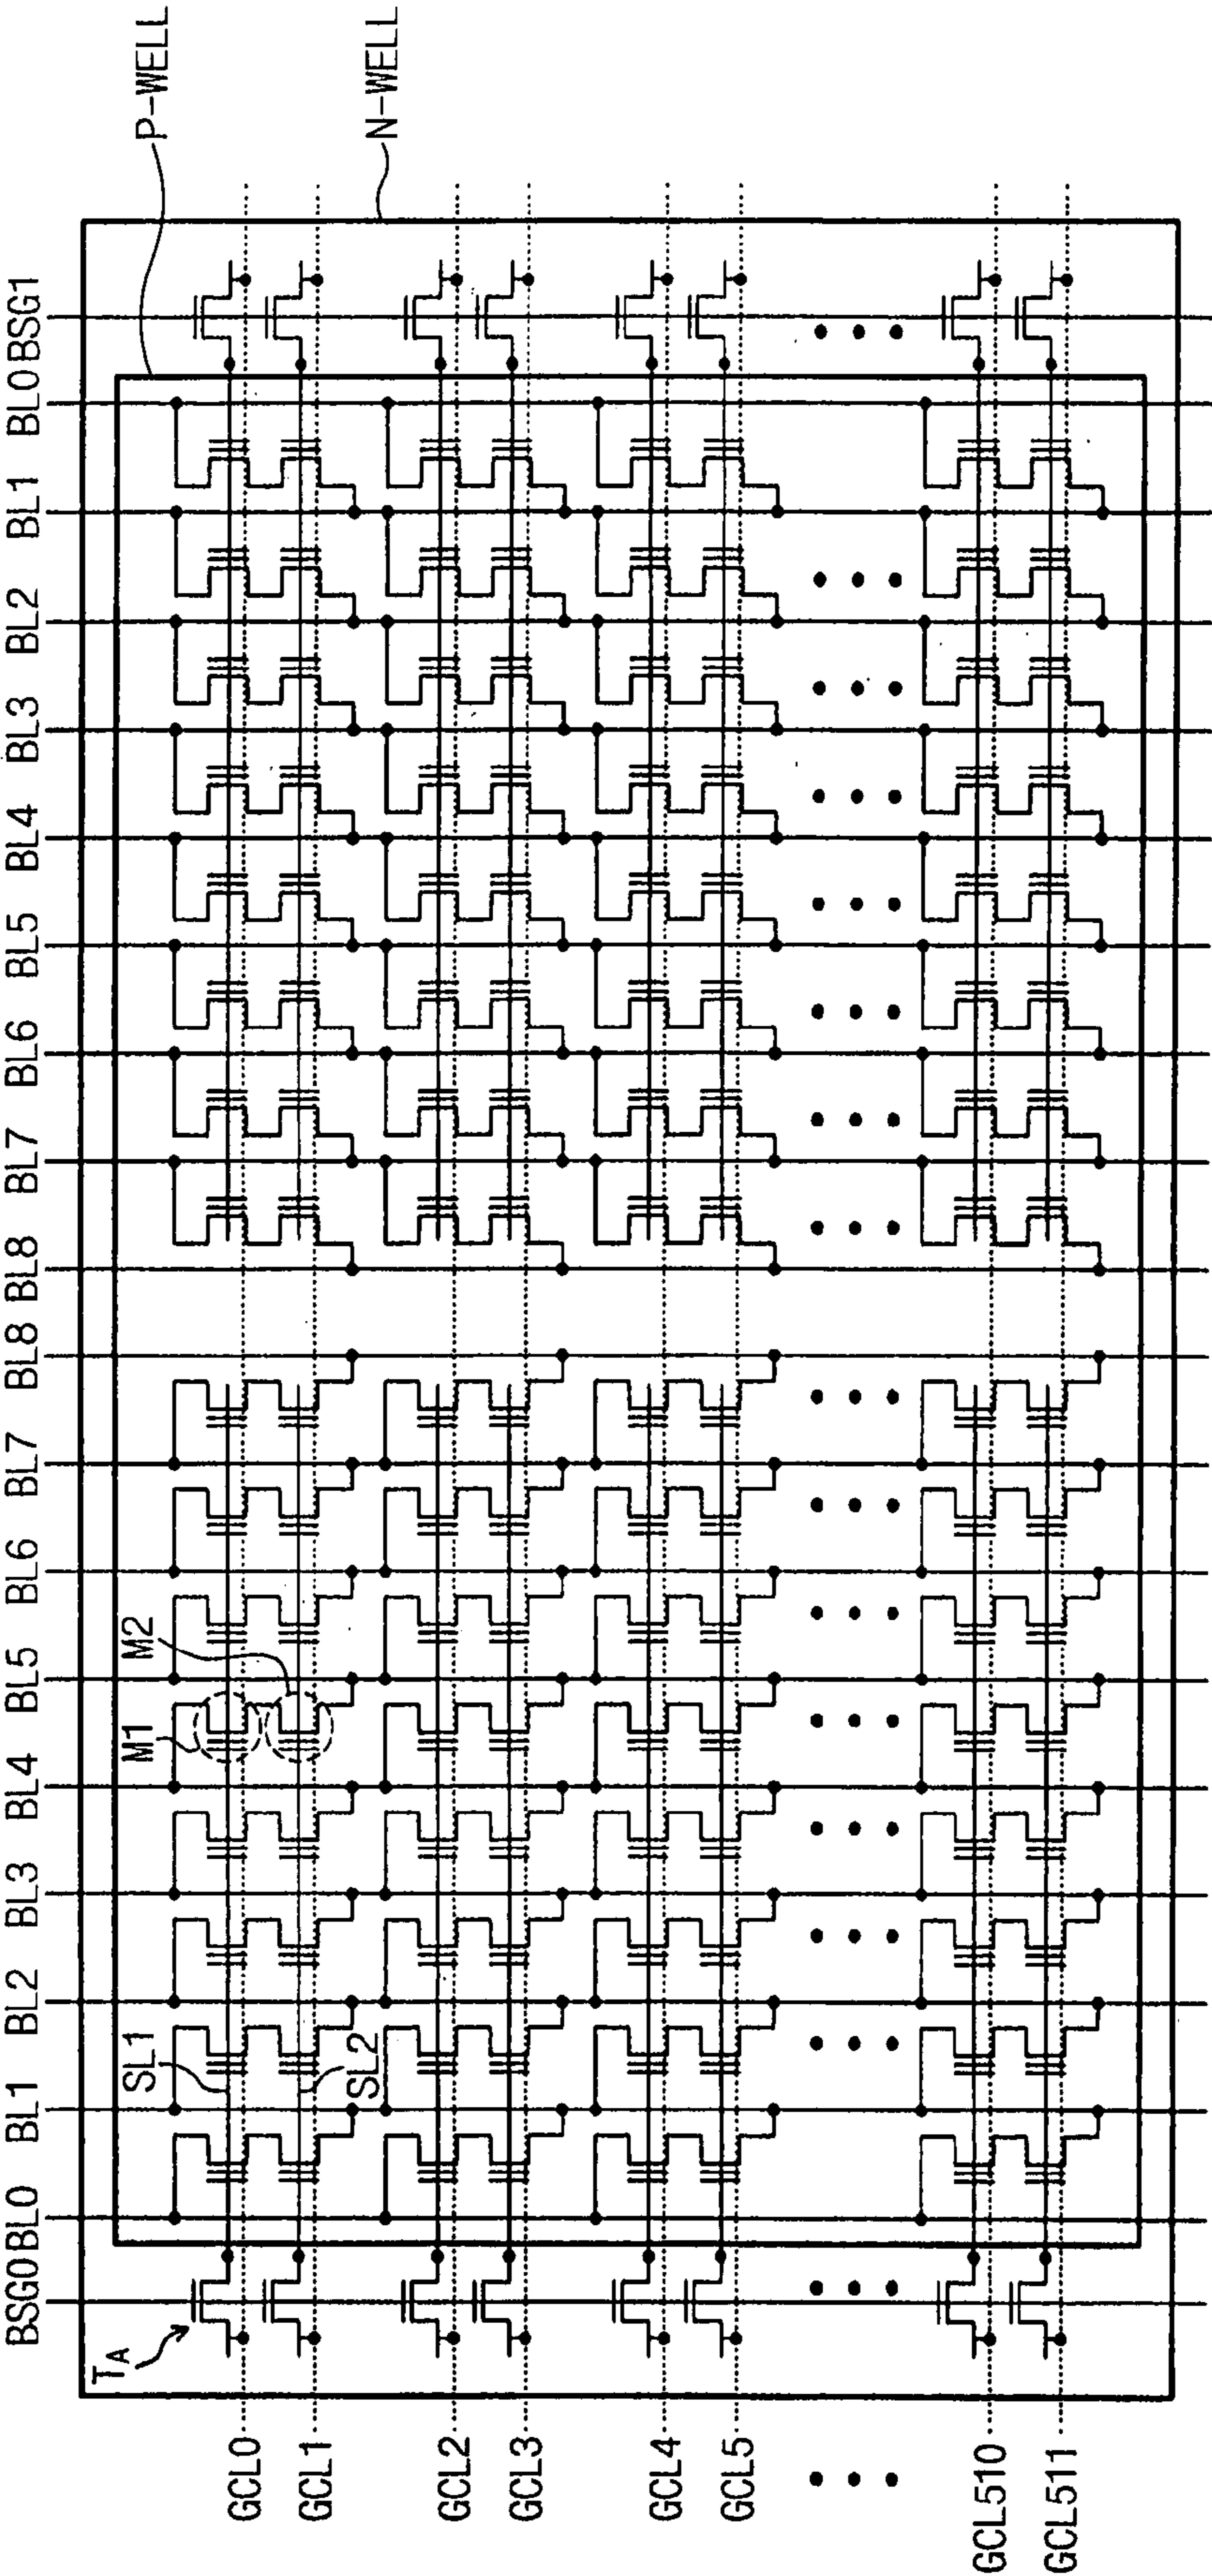 BSG0 BL0 BL1 BL2 BL3 BL4 BL5 BL6 BL7 BL8 BL8 BL7 BL6 BL5 BL4 BL3 BL2 BL1 BL0 BSG1
P-WELL
N-WELL
TA
SL1
SL2
M1
M2
GCL0
GCL1
GCL2
GCL3
GCL4
GCL5
GCL510
GCL511